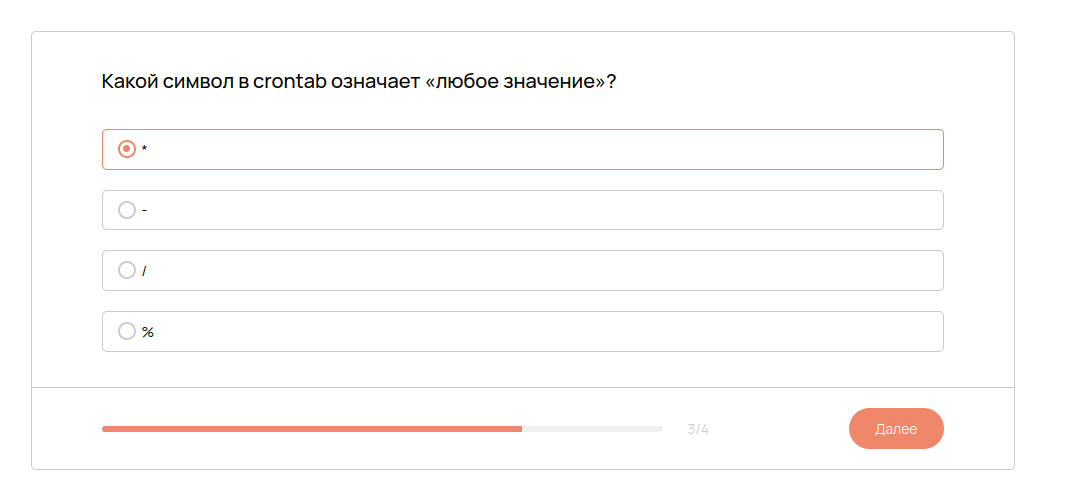 Какой символ в crontab означает «любое значение»?
*
-
/
%
3/4
Далее